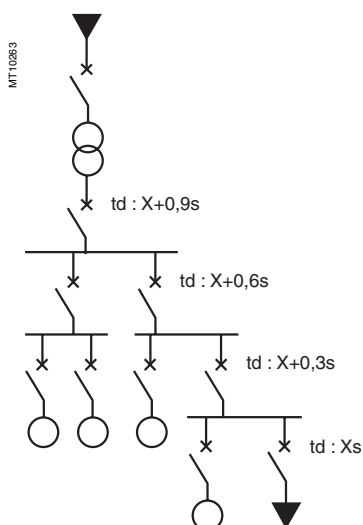 MT10263
td : X+0,9s
td : X+0,6s
td : X+0,3s
td : Xs